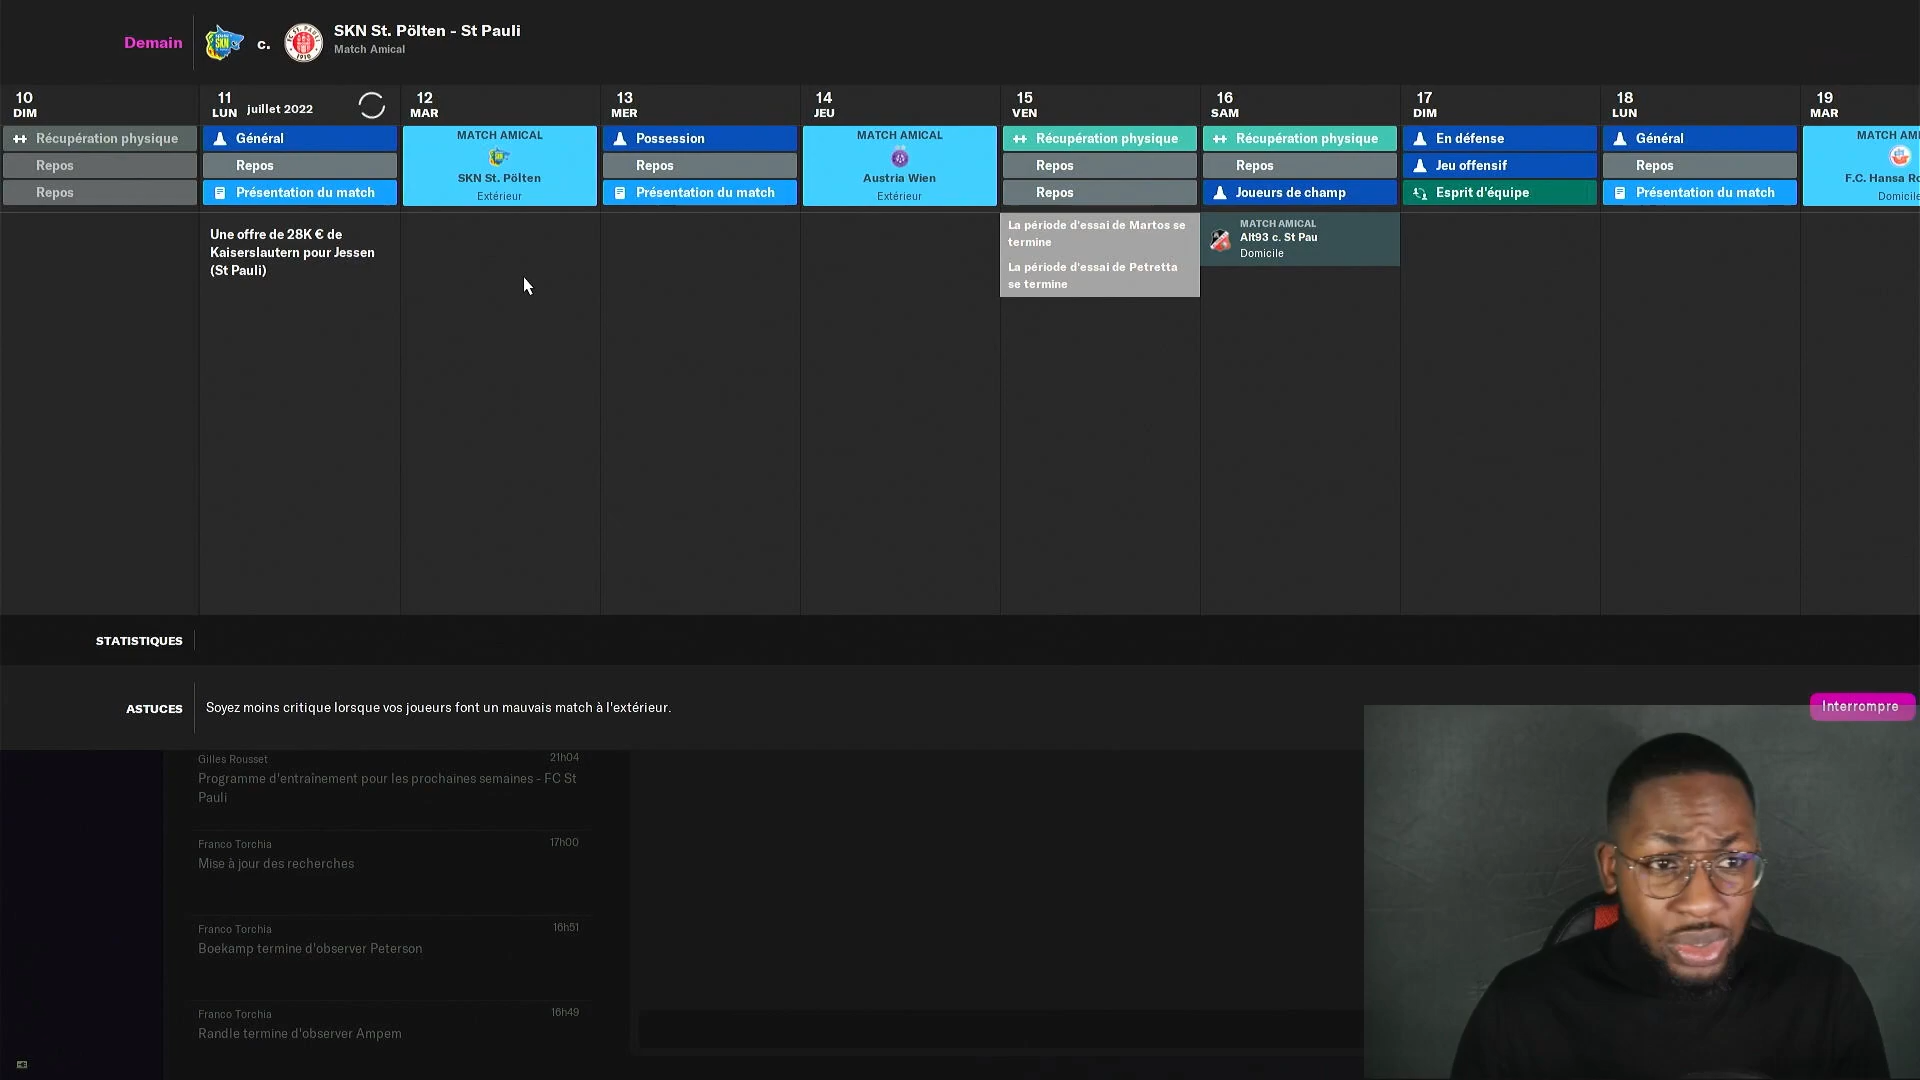 Demain
c.
SKN St. Pölten - St Pauli
Match Amical
10
DIM
11
LUN juillet 2022
12
MAR
13
MER
14
JEU
15
VEN
16
SAM
17
DIM
18
LUN
19
MAR
Récupération physique
Repos
Repos
Général
Repos
Présentation du match
MATCH AMICAL
SKN St. Pölten
Extérieur
Possession
Repos
Présentation du match
MATCH AMICAL
Austria Wien
Extérieur
Récupération physique
Repos
Repos
Récupération physique
Repos
Joueurs de champ
En défense
Jeu offensif
Esprit d'équipe
Général
Repos
Présentation du match
MATCH AMI
F.C. Hansa Ro
Domicile
Une offre de 28K € de
Kaiserslautern pour Jessen
(St Pauli)
La période d'essai de Martos se
termine
La période d'essai de Petretta
se termine
MATCH AMICAL
Alt93 c. St Pau
Domicile
STATISTIQUES
ASTUCES
Soyez moins critique lorsque vos joueurs font un mauvais match à l'extérieur.
Interrompre
Gilles Rousset 21h04
Programme d'entraînement pour les prochaines semaines - FC St
Pauli
Franco Torchia 17h00
Mise à jour des recherches
Franco Torchia 16h51
Boekamp termine d'observer Peterson
Franco Torchia 16h49
Randle termine d'observer Ampem